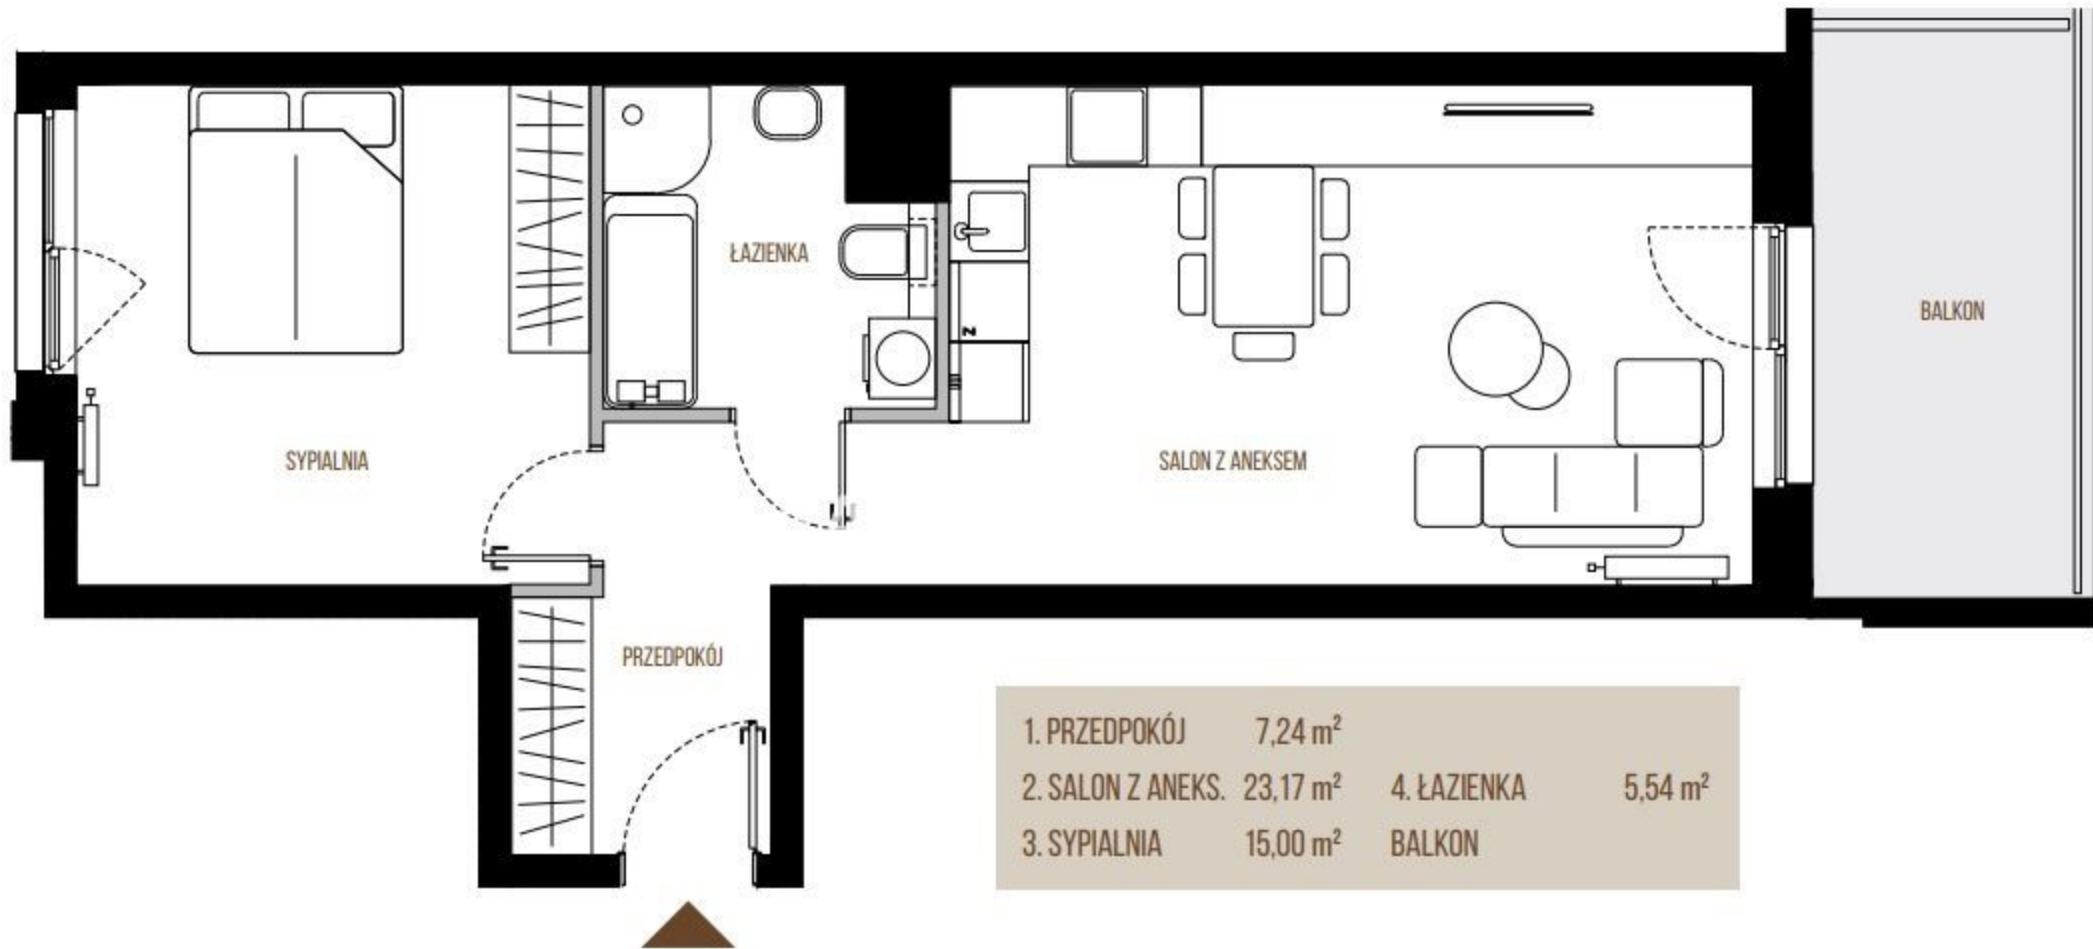 ŁAZIENKA
BALKON
SYPIALNIA
SALON Z ANEKSEM
Z
PRZEDPOKÓJ
1. PRZEDPOKÓJ 7,24 m²
2. SALON Z ANEKS. 23,17 m² 4. ŁAZIENKA 5,54 m²
3. SYPIALNIA 15,00 m² BALKON